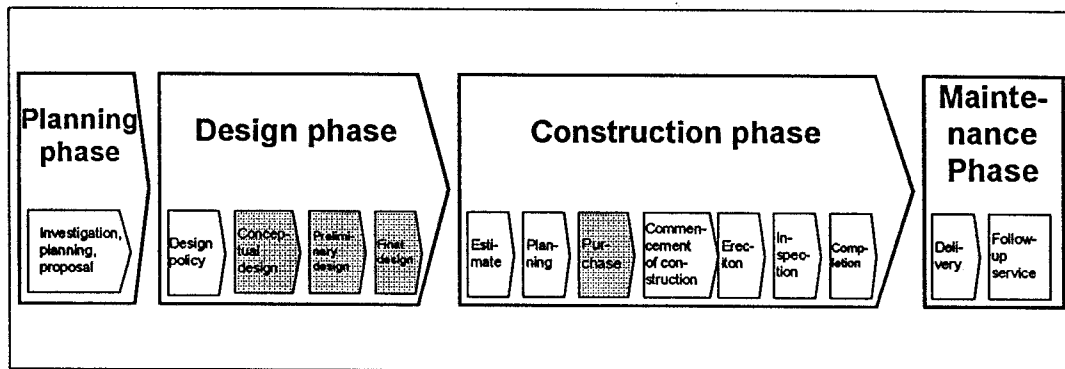 Planning
phase
Design phase
Construction phase
Mainte-
nance
Phase
Investigation,
planning,
proposal
Design
policy
Concep-
tual
design
Prelimi-
nary
design
Final
design
Esti-
mate
Plan-
ning
Pur-
chase
Commen-
cement
of con-
struction
Erec-
iton
In-
spec-
tion
Comp-
letion
Deli-
very
Follow-
up
service